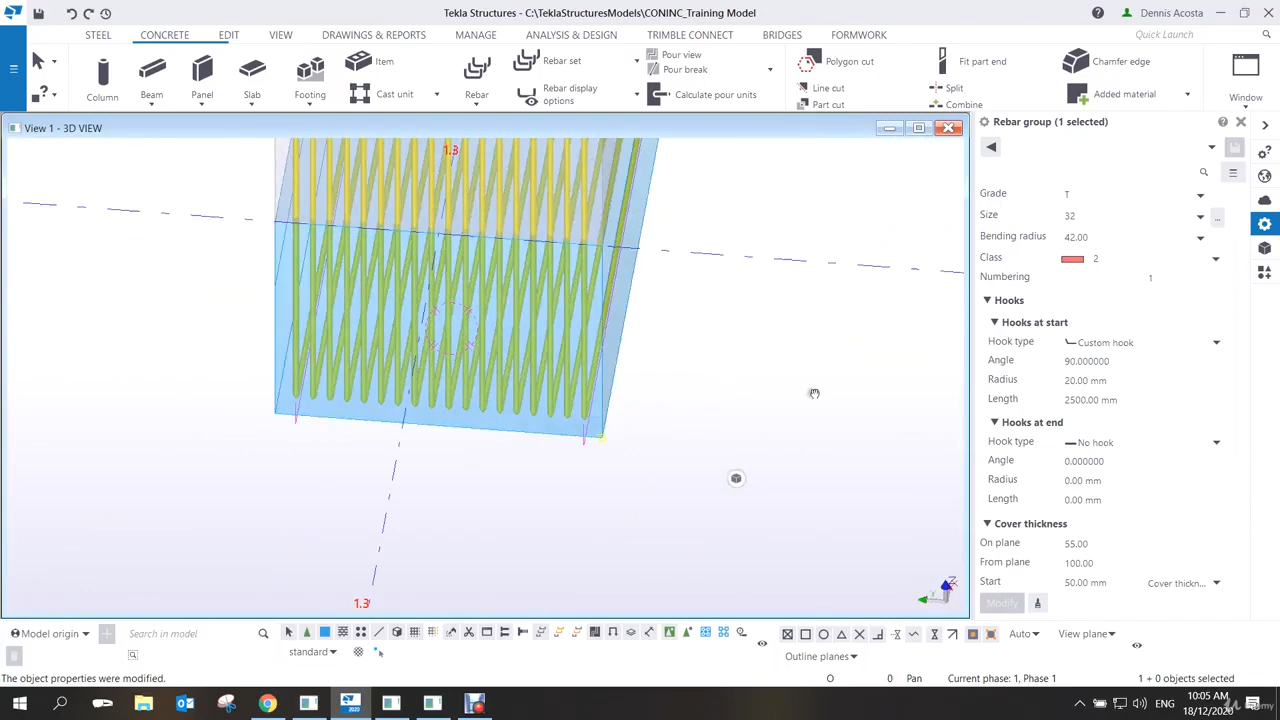 Tekla Structures - C:\TeklaStructuresModels\CONINC_Training Model
Dennis Acosta
STEEL CONCRETE EDIT VIEW DRAWINGS & REPORTS MANAGE ANALYSIS & DESIGN TRIMBLE CONNECT BRIDGES FORMWORK Quick Launch
Column Beam Panel Slab Footing
Item
Cast unit
Rebar
Rebar set
Rebar display options
Pour view
Pour break
Calculate pour units
Polygon cut
Line cut
Part cut
Fit part end
Split
Combine
Chamfer edge
Added material
Window
View 1 - 3D VIEW
1.3
1.3
Rebar group (1 selected)
Grade T
Size 32 ...
Bending radius 42.00
Class 2
Numbering 1
Hooks
Hooks at start
Hook type Custom hook
Angle 90.000000
Radius 20.00 mm
Length 2500.00 mm
Hooks at end
Hook type No hook
Angle 0.000000
Radius 0.00 mm
Length 0.00 mm
Cover thickness
On plane 55.00
From plane 100.00
Start 50.00 mm Cover thickn...
Modify
Model origin Search in model Auto View plane
standard Outline planes
The object properties were modified. O 0 Pan Current phase: 1, Phase 1 1 + 0 objects selected
2020 ENG 10:05 AM
18/12/2020